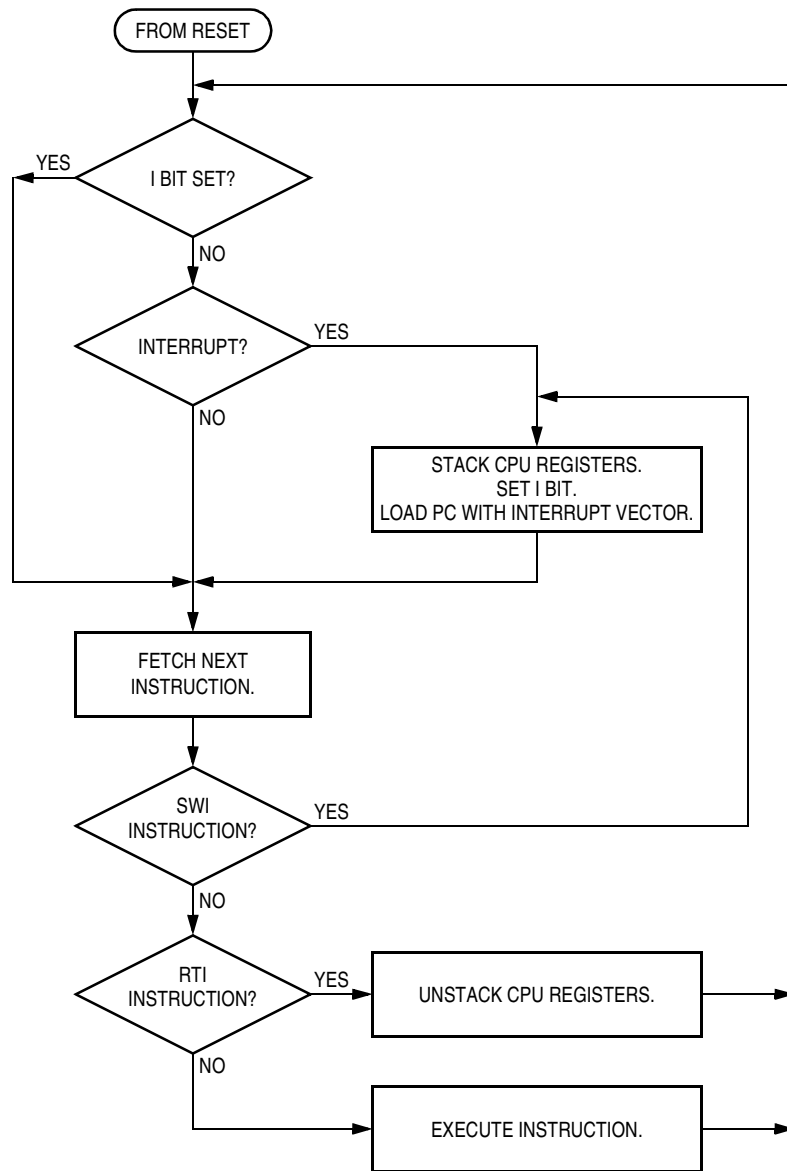 FROM RESET
YES
I BIT SET?
NO
INTERRUPT?
YES
NO
STACK CPU REGISTERS.
SET I BIT.
LOAD PC WITH INTERRUPT VECTOR.
FETCH NEXT
INSTRUCTION.
SWI
INSTRUCTION?
YES
NO
RTI
INSTRUCTION?
YES
UNSTACK CPU REGISTERS.
NO
EXECUTE INSTRUCTION.